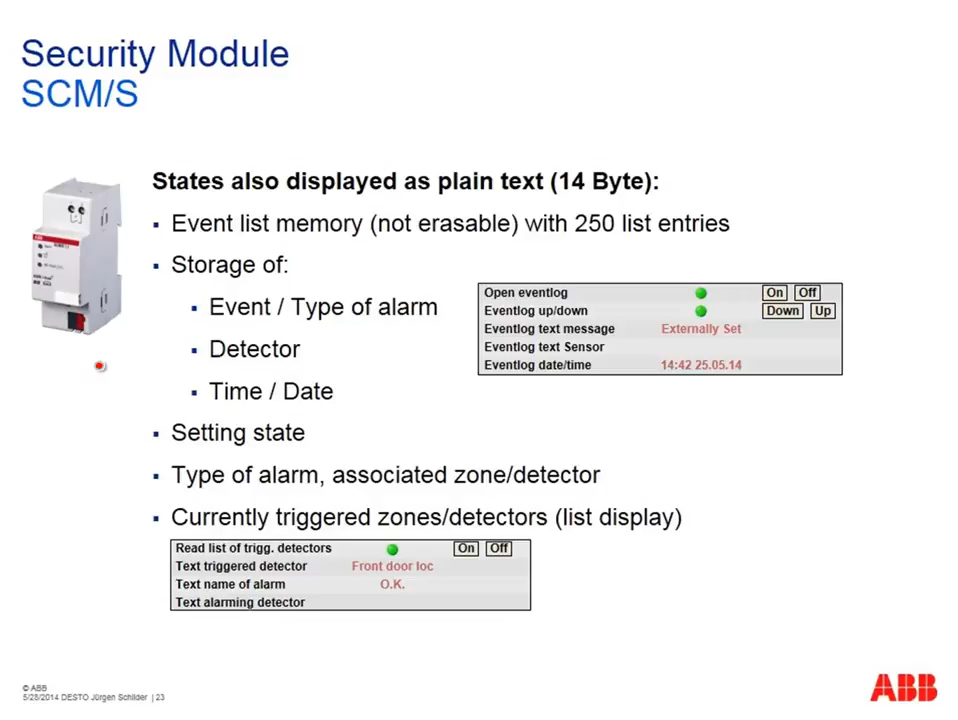 Security Module
SCM/S
States also displayed as plain text (14 Byte):
▪ Event list memory (not erasable) with 250 list entries
▪ Storage of:
▪ Event / Type of alarm
▪ Detector
▪ Time / Date
Open eventlog On Off
Eventlog up/down Down Up
Eventlog text message Externally Set
Eventlog text Sensor
Eventlog date/time 14:42 25.05.14
▪ Setting state
▪ Type of alarm, associated zone/detector
▪ Currently triggered zones/detectors (list display)
Read list of trigg. detectors On Off
Text triggered detector Front door loc
Text name of alarm O.K.
Text alarming detector
© ABB
5/28/2014 DESTO Jürgen Schilder | 23
ABB